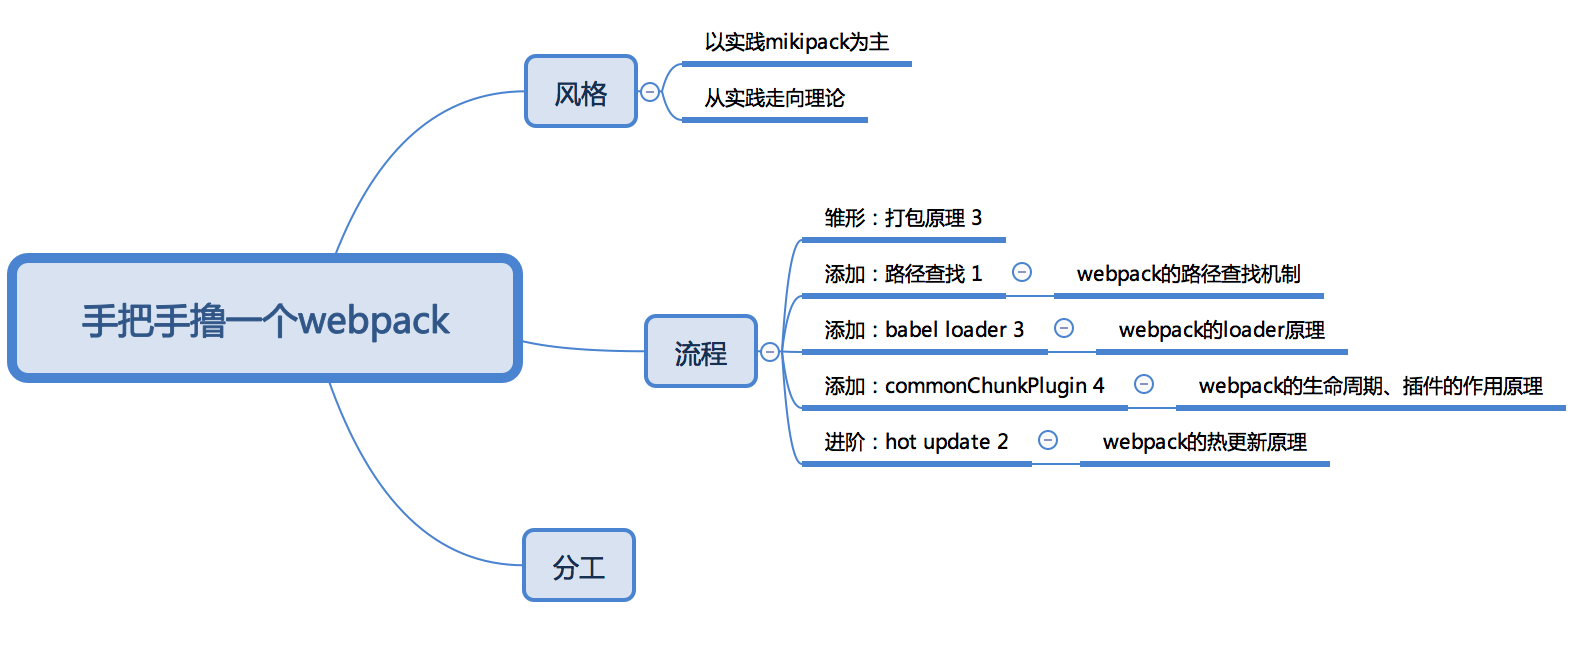 手把手撸一个webpack
风格
以实践mikipack为主
从实践走向理论
流程
雏形：打包原理 3
添加：路径查找 1
webpack的路径查找机制
添加：babel loader 3
webpack的loader原理
添加：commonChunkPlugin 4
webpack的生命周期、插件的作用原理
进阶：hot update 2
webpack的热更新原理
分工